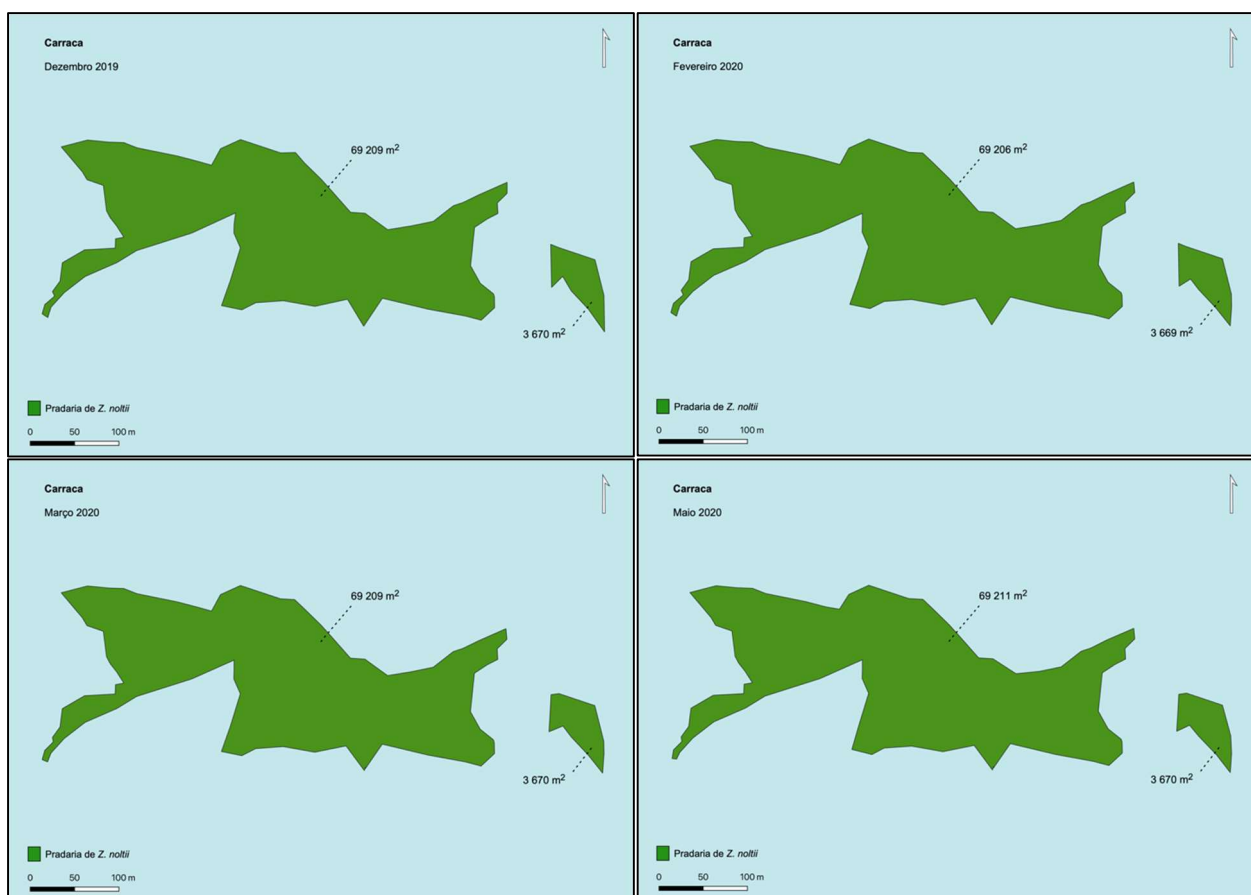 Carraca
Dezembro 2019
69 209 m²
3 670 m²
Pradaria de Z. noltii
0 50 100 m
Carraca
Fevereiro 2020
69 206 m²
3 669 m²
Pradaria de Z. noltii
0 50 100 m
Carraca
Março 2020
69 209 m²
3 670 m²
Pradaria de Z. noltii
0 50 100 m
Carraca
Maio 2020
69 211 m²
3 670 m²
Pradaria de Z. noltii
0 50 100 m